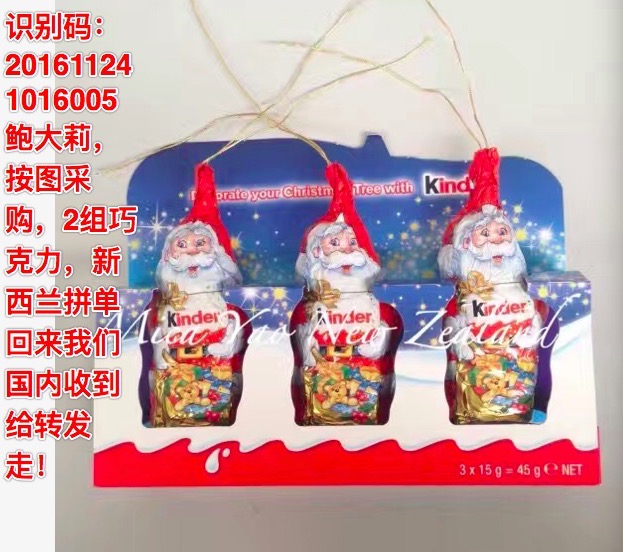 识别码：
20161124
1016005
鲍大莉，
按图采
购，2组巧
克力，新
西兰拼单
回来我们
国内收到
给转发
走！
Decorate your Christmas Tree with Kinder
Kinder Kinder Kinder
Mica Yao New Zealand
3 x 15 g = 45 g ℮ NET